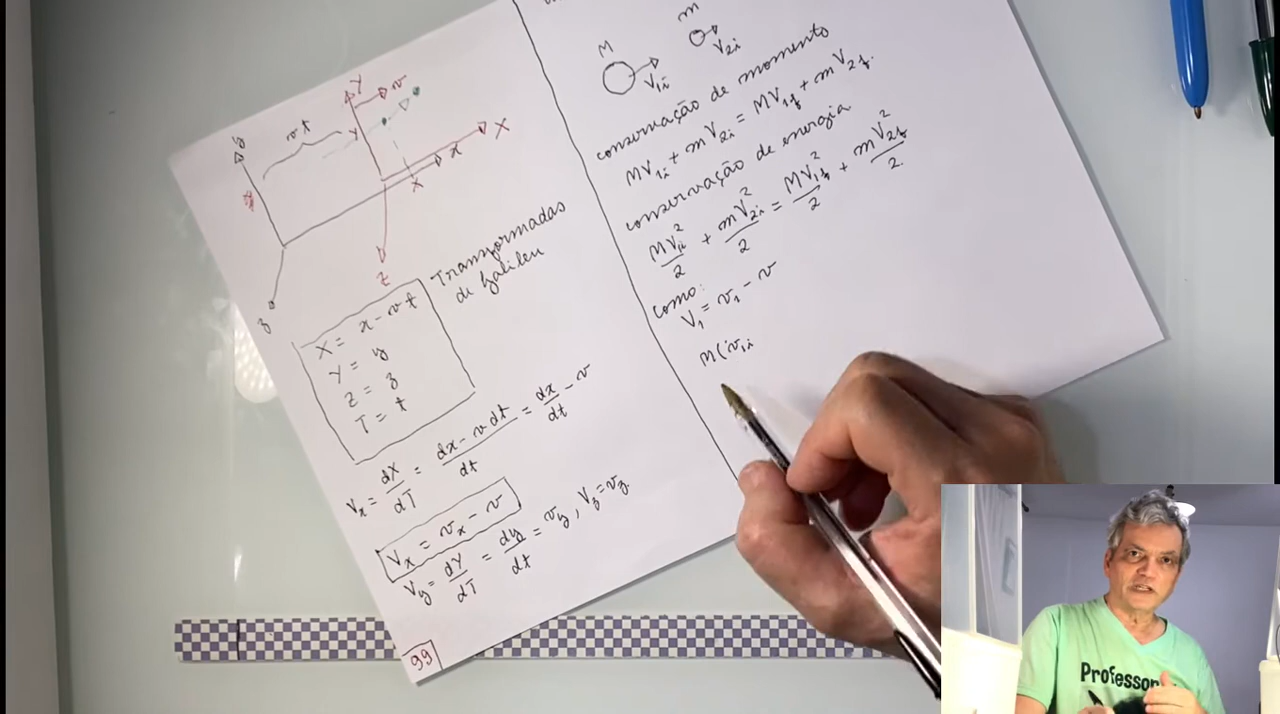 y
vt
Y
v
x
X
x
z
Z
Transformadas
de Galileu
X = x - vt
Y = y
Z = z
T = t
Vx = dX/dT = dx - v dt/dt = dx/dt - v
Vx = vx - v
Vy = dY/dT = dy/dt = vy, Vz = vz
99
M
V1i
m
V2i
conservação de momento
MV1i + mV2i = MV1f + mV2f
conservação de energia
MV1i²/2 + mV2i²/2 = MV1f²/2 + mV2f²/2
como:
V1 = v1 - v
M(v1i
Professor